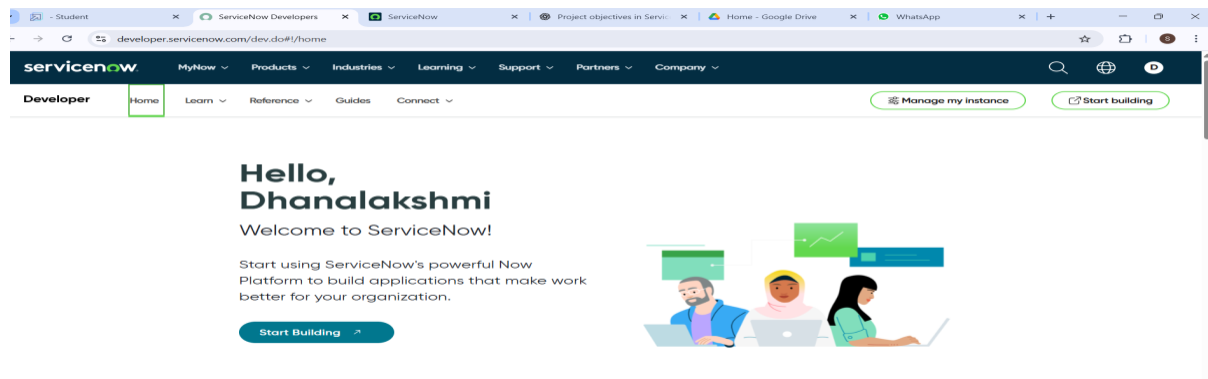 - Student
ServiceNow Developers
ServiceNow
Project objectives in Servic
Home - Google Drive
WhatsApp
developer.servicenow.com/dev.do#!/home
S
servicenow
MyNow
Products
Industries
Learning
Support
Partners
Company
D
Developer
Home
Learn
Reference
Guides
Connect
Manage my instance
Start building
Hello,
Dhanalakshmi
Welcome to ServiceNow!
Start using ServiceNow's powerful Now
Platform to build applications that make work
better for your organization.
Start Building